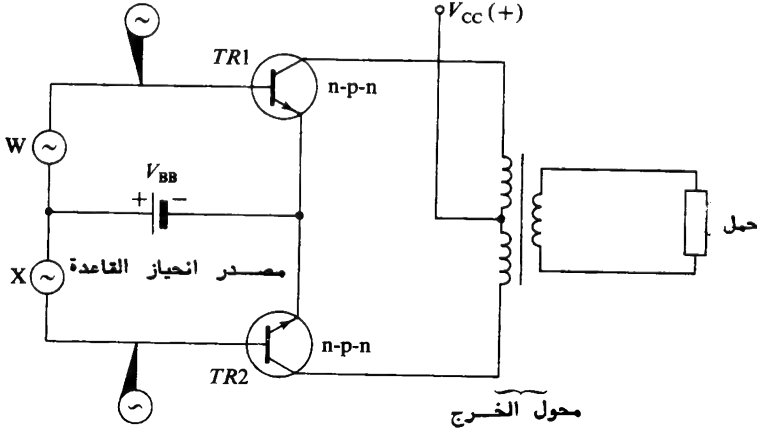 V_CC (+)
TR1
n-p-n
W
V_BB
+ −
حمل
X
مصدر انحياز القاعدة
n-p-n
TR2
محول الخرج